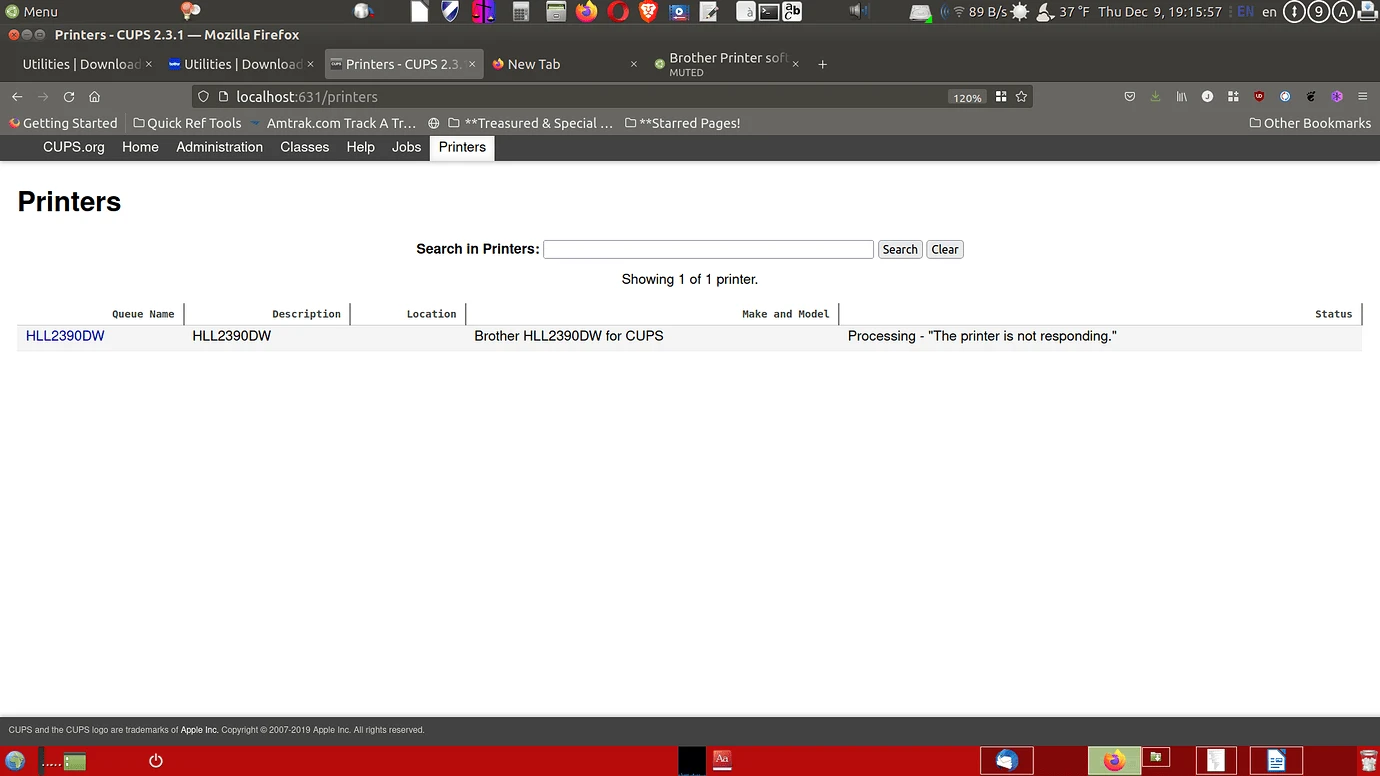 Menu
89 B/s
37 °F
Thu Dec 9, 19:15:57
EN
en
9
A
Printers - CUPS 2.3.1 — Mozilla Firefox
Utilities | Download
Utilities | Download
Printers - CUPS 2.3.
New Tab
Brother Printer soft
MUTED
localhost:631/printers
120%
Getting Started
Quick Ref Tools
Amtrak.com Track A Tr...
**Treasured & Special ...
**Starred Pages!
Other Bookmarks
CUPS.org
Home
Administration
Classes
Help
Jobs
Printers
Printers
Search in Printers:
Search
Clear
Showing 1 of 1 printer.
Queue Name
Description
Location
Make and Model
Status
HLL2390DW
HLL2390DW
Brother HLL2390DW for CUPS
Processing - "The printer is not responding."
CUPS and the CUPS logo are trademarks of Apple Inc. Copyright © 2007-2019 Apple Inc. All rights reserved.
Aa